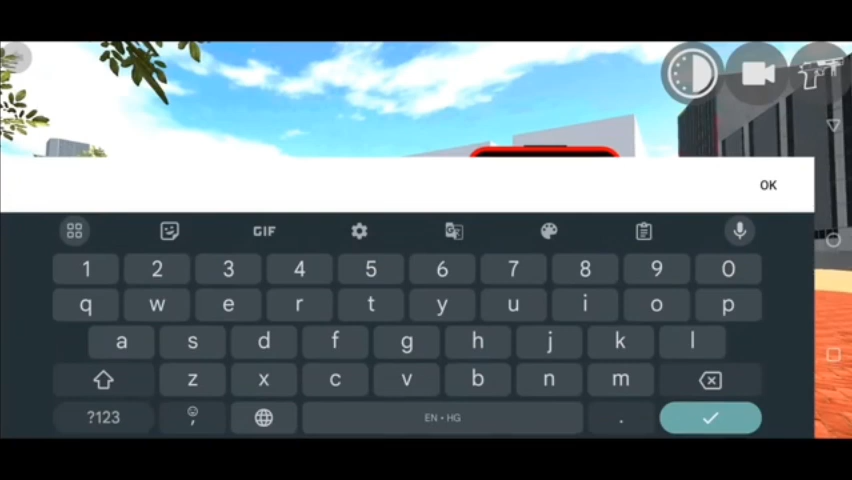 OK
GIF
1 2 3 4 5 6 7 8 9 0
q w e r t y u i o p
a s d f g h j k l
z x c v b n m
?123 , EN • HG .